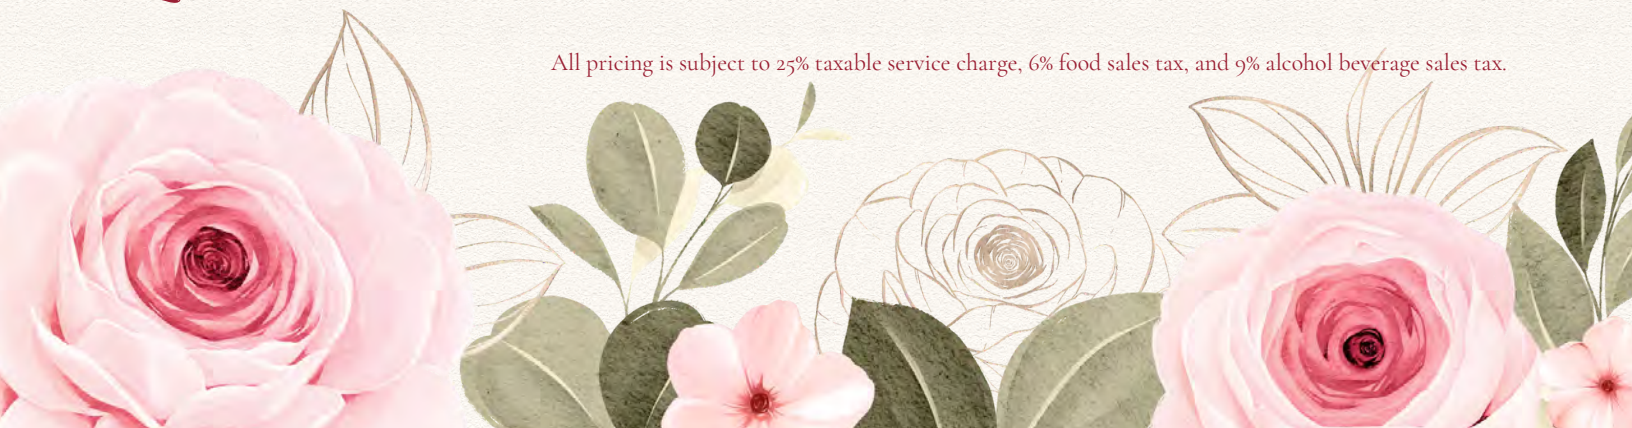 All pricing is subject to 25% taxable service charge, 6% food sales tax, and 9% alcohol beverage sales tax.